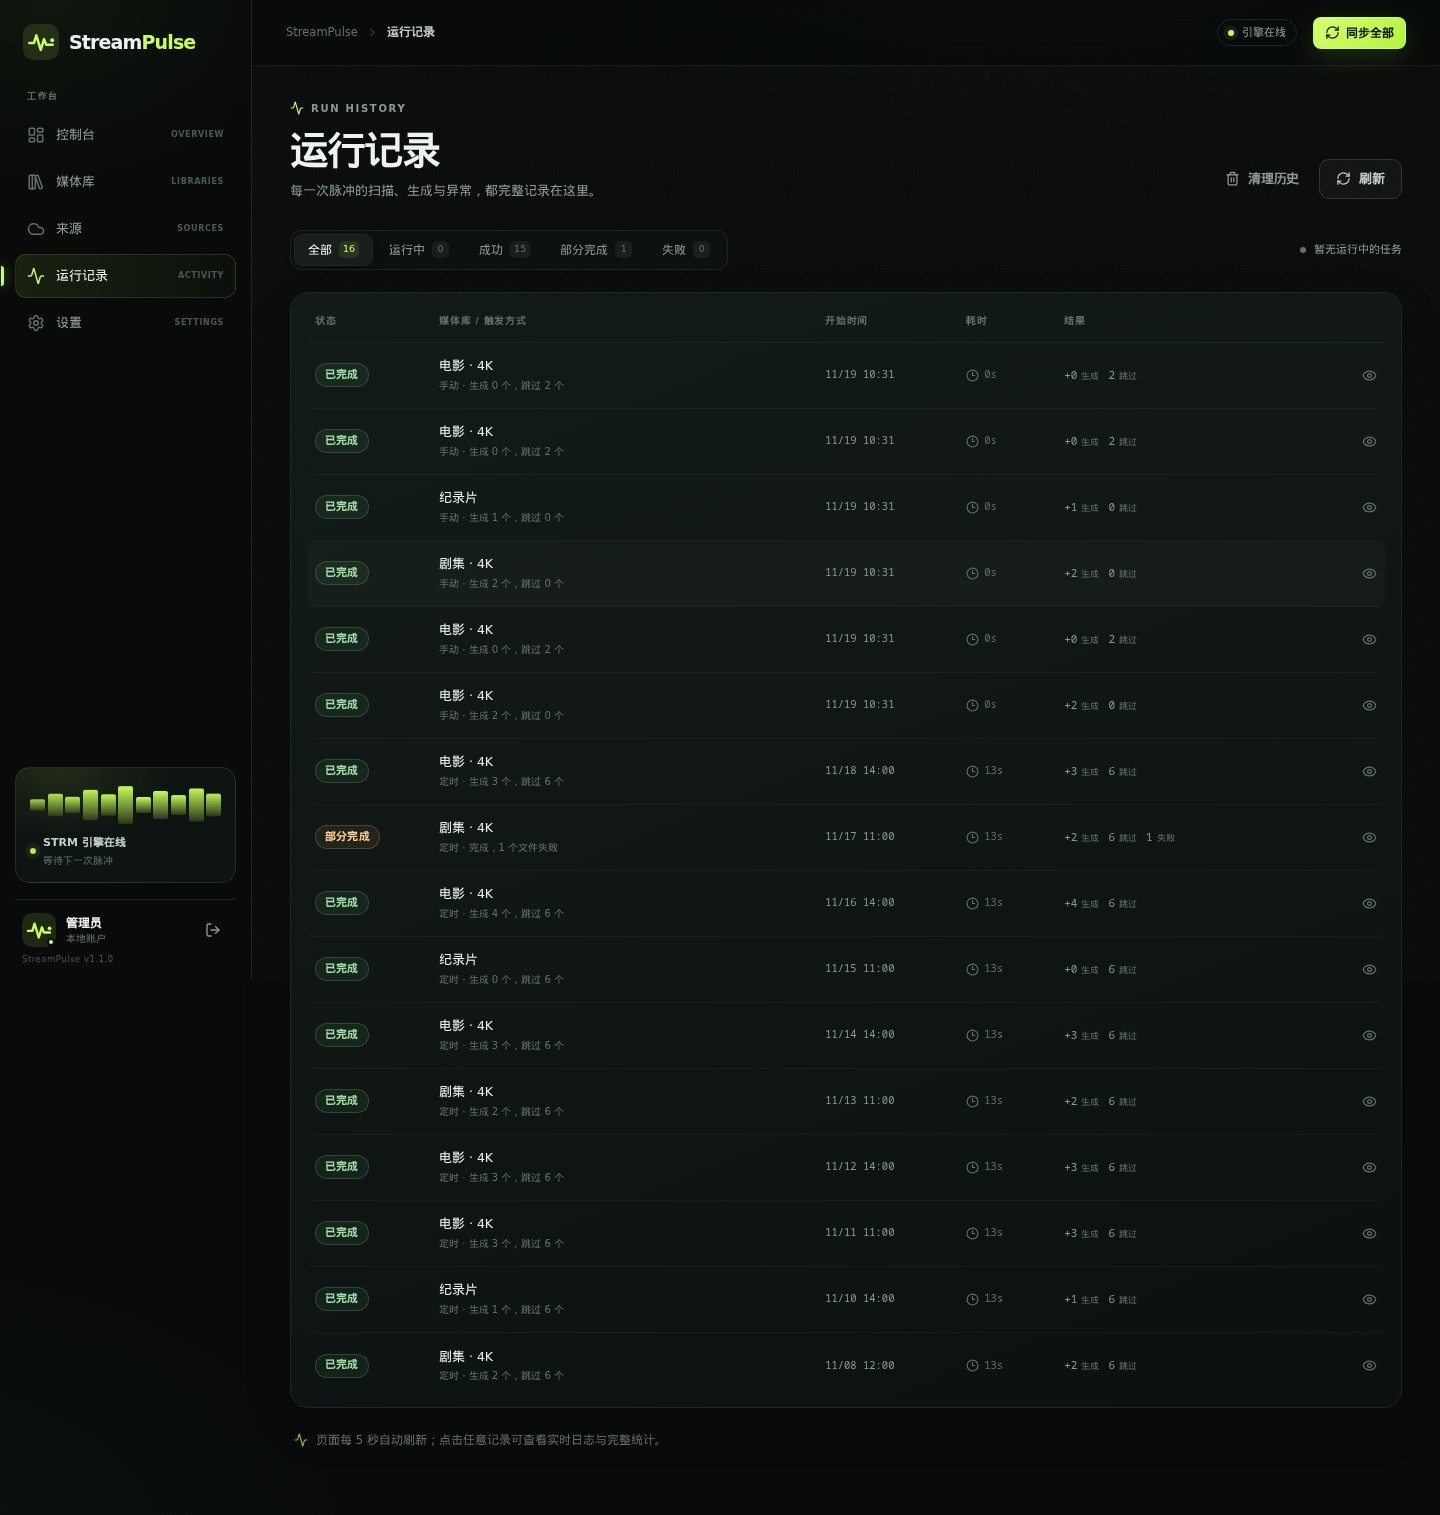 StreamPulse
工作台
控制台 OVERVIEW
媒体库 LIBRARIES
来源 SOURCES
运行记录 ACTIVITY
设置 SETTINGS
STRM 引擎在线
等待下一次脉冲
管理员
本地账户
StreamPulse v1.1.0
StreamPulse > 运行记录
引擎在线
同步全部
RUN HISTORY
运行记录
每一次脉冲的扫描、生成与异常，都完整记录在这里。
清理历史
刷新
全部 16 运行中 0 成功 15 部分完成 1 失败 0
暂无运行中的任务
状态 媒体库 / 触发方式 开始时间 耗时 结果
已完成 电影 · 4K 11/19 10:31 0s +0 生成 2 跳过
手动 · 生成 0 个，跳过 2 个
已完成 电影 · 4K 11/19 10:31 0s +0 生成 2 跳过
手动 · 生成 0 个，跳过 2 个
已完成 纪录片 11/19 10:31 0s +1 生成 0 跳过
手动 · 生成 1 个，跳过 0 个
已完成 剧集 · 4K 11/19 10:31 0s +2 生成 0 跳过
手动 · 生成 2 个，跳过 0 个
已完成 电影 · 4K 11/19 10:31 0s +0 生成 2 跳过
手动 · 生成 0 个，跳过 2 个
已完成 电影 · 4K 11/19 10:31 0s +2 生成 0 跳过
手动 · 生成 2 个，跳过 0 个
已完成 电影 · 4K 11/18 14:00 13s +3 生成 6 跳过
定时 · 生成 3 个，跳过 6 个
部分完成 剧集 · 4K 11/17 11:00 13s +2 生成 6 跳过 1 失败
定时 · 完成，1 个文件失败
已完成 电影 · 4K 11/16 14:00 13s +4 生成 6 跳过
定时 · 生成 4 个，跳过 6 个
已完成 纪录片 11/15 11:00 13s +0 生成 6 跳过
定时 · 生成 0 个，跳过 6 个
已完成 电影 · 4K 11/14 14:00 13s +3 生成 6 跳过
定时 · 生成 3 个，跳过 6 个
已完成 剧集 · 4K 11/13 11:00 13s +2 生成 6 跳过
定时 · 生成 2 个，跳过 6 个
已完成 电影 · 4K 11/12 14:00 13s +3 生成 6 跳过
定时 · 生成 3 个，跳过 6 个
已完成 电影 · 4K 11/11 11:00 13s +3 生成 6 跳过
定时 · 生成 3 个，跳过 6 个
已完成 纪录片 11/10 14:00 13s +1 生成 6 跳过
定时 · 生成 1 个，跳过 6 个
已完成 剧集 · 4K 11/08 12:00 13s +2 生成 6 跳过
定时 · 生成 2 个，跳过 6 个
页面每 5 秒自动刷新；点击任意记录可查看实时日志与完整统计。